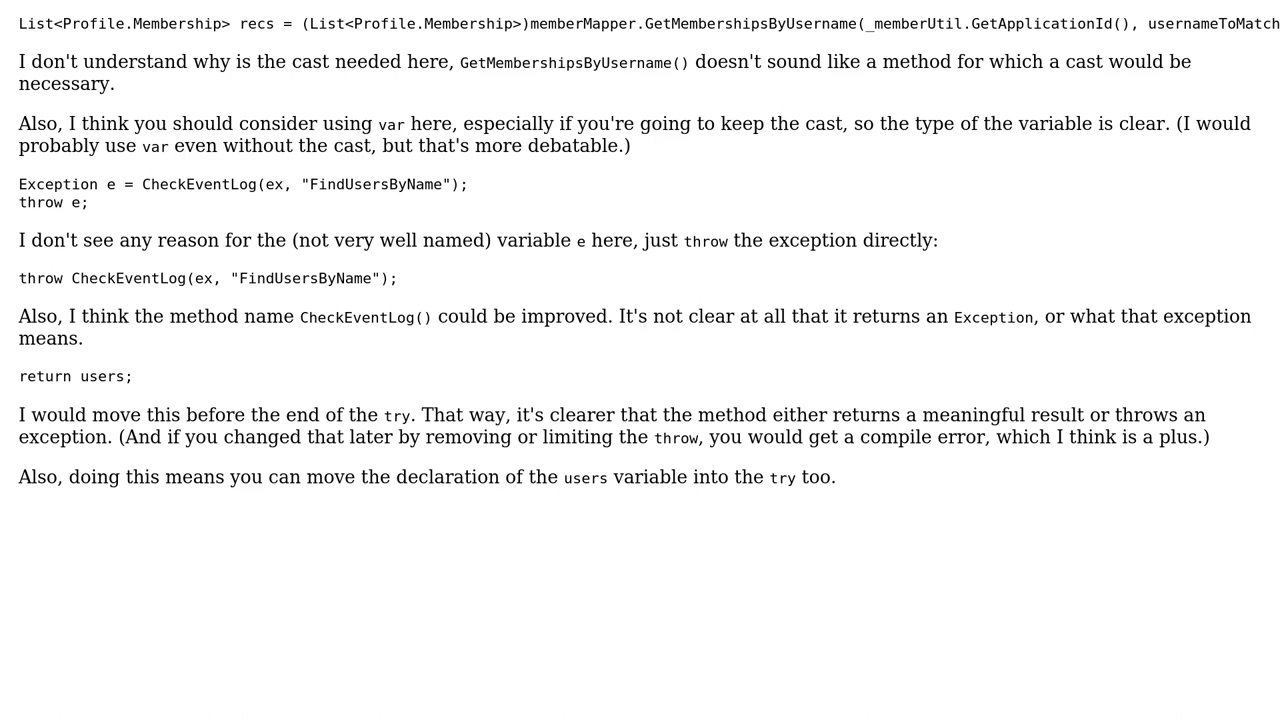 List<Profile.Membership> recs = (List<Profile.Membership>)memberMapper.GetMembershipsByUsername(_memberUtil.GetApplicationId(), usernameToMatch
I don't understand why is the cast needed here, GetMembershipsByUsername() doesn't sound like a method for which a cast would be
necessary.
Also, I think you should consider using var here, especially if you're going to keep the cast, so the type of the variable is clear. (I would
probably use var even without the cast, but that's more debatable.)
Exception e = CheckEventLog(ex, "FindUsersByName");
throw e;
I don't see any reason for the (not very well named) variable e here, just throw the exception directly:
throw CheckEventLog(ex, "FindUsersByName");
Also, I think the method name CheckEventLog() could be improved. It's not clear at all that it returns an Exception, or what that exception
means.
return users;
I would move this before the end of the try. That way, it's clearer that the method either returns a meaningful result or throws an
exception. (And if you changed that later by removing or limiting the throw, you would get a compile error, which I think is a plus.)
Also, doing this means you can move the declaration of the users variable into the try too.